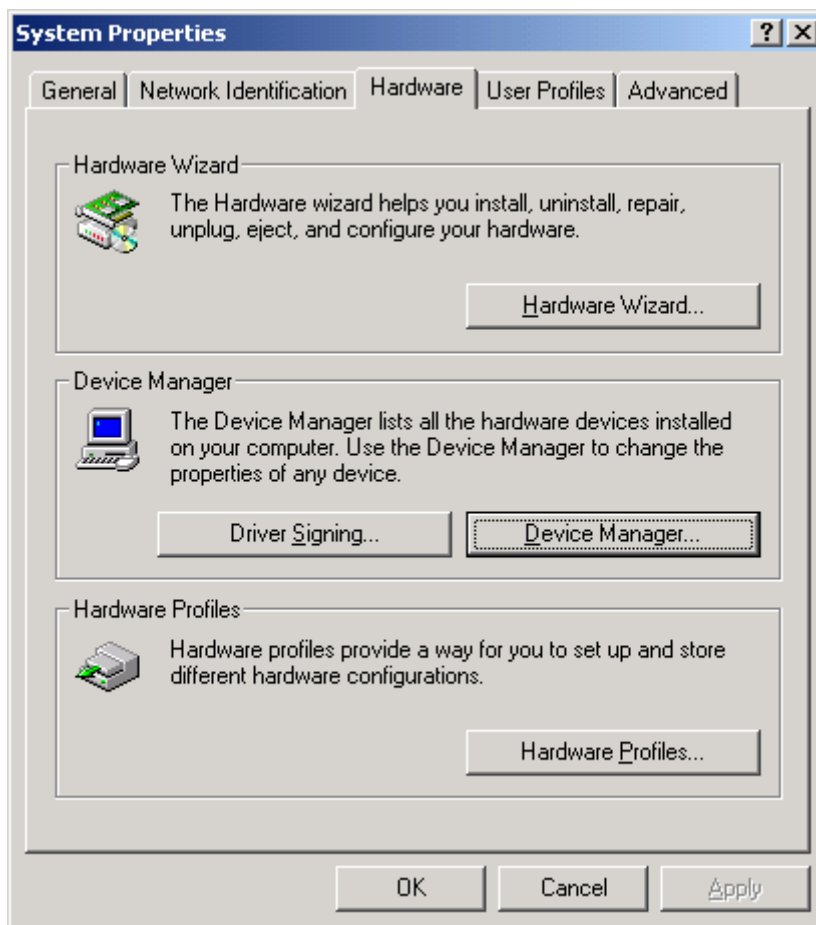 System Properties
General Network Identification Hardware User Profiles Advanced
Hardware Wizard
The Hardware wizard helps you install, uninstall, repair,
unplug, eject, and configure your hardware.
Hardware Wizard...
Device Manager
The Device Manager lists all the hardware devices installed
on your computer. Use the Device Manager to change the
properties of any device.
Driver Signing... Device Manager...
Hardware Profiles
Hardware profiles provide a way for you to set up and store
different hardware configurations.
Hardware Profiles...
OK Cancel Apply